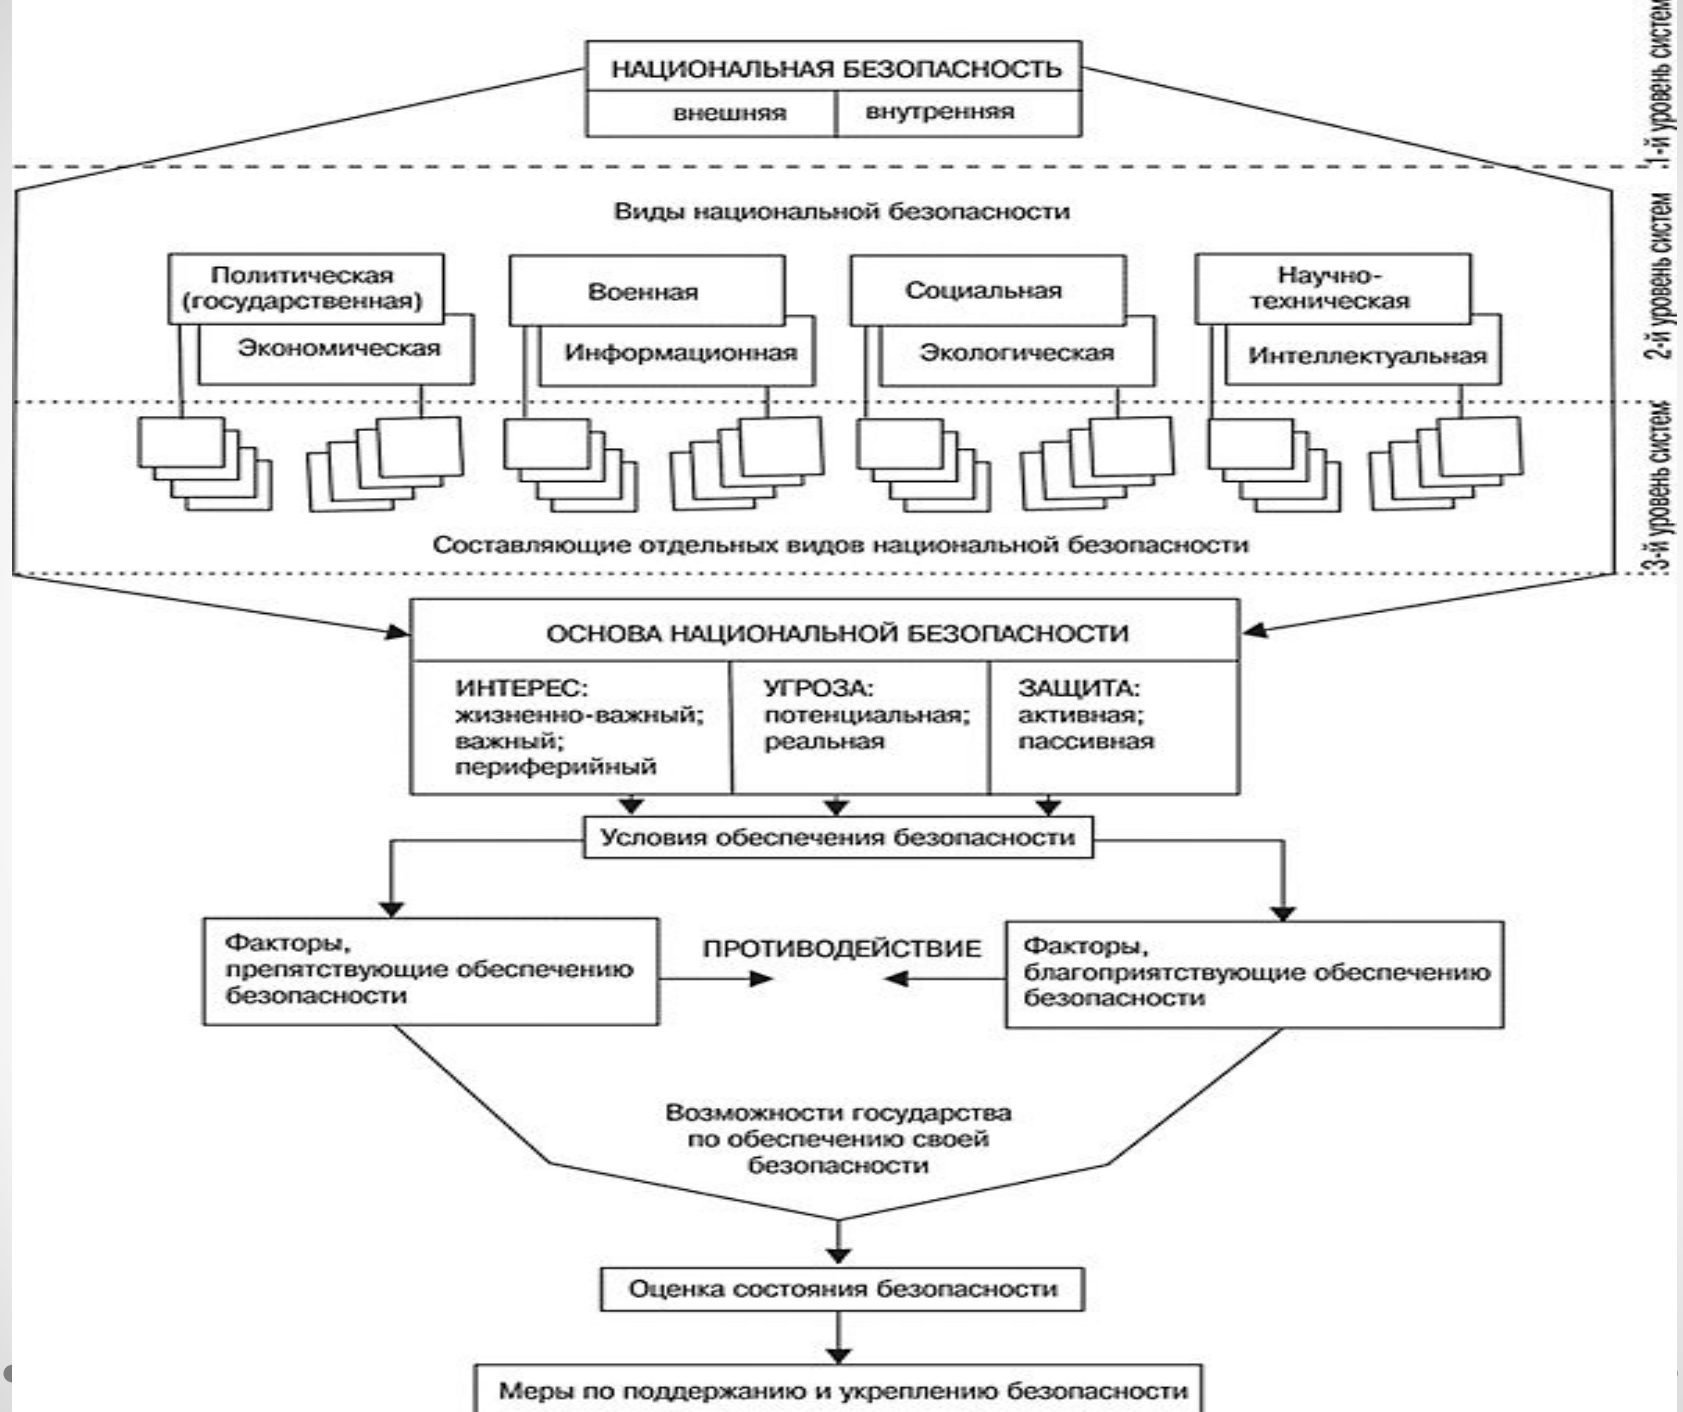 НАЦИОНАЛЬНАЯ БЕЗОПАСНОСТЬ
внешняя
внутренняя
1-й уровень систем
Виды национальной безопасности
2-й уровень систем
Политическая
(государственная)
Экономическая
Военная
Информационная
Социальная
Экологическая
Научно-
техническая
Интеллектуальная
3-й уровень систем
Составляющие отдельных видов национальной безопасности
ОСНОВА НАЦИОНАЛЬНОЙ БЕЗОПАСНОСТИ
ИНТЕРЕС:
жизненно-важный;
важный;
периферийный
УГРОЗА:
потенциальная;
реальная
ЗАЩИТА:
активная;
пассивная
Условия обеспечения безопасности
Факторы,
препятствующие обеспечению
безопасности
ПРОТИВОДЕЙСТВИЕ
Факторы,
благоприятствующие обеспечению
безопасности
Возможности государства
по обеспечению своей
безопасности
Оценка состояния безопасности
Меры по поддержанию и укреплению безопасности